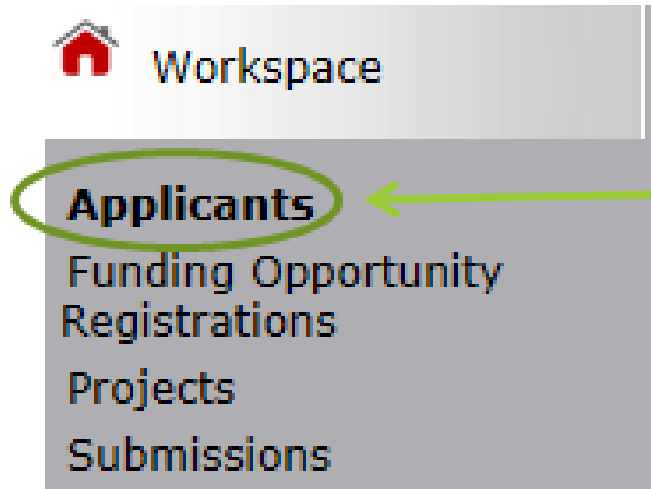 Workspace
Applicants
Funding Opportunity
Registrations
Projects
Submissions